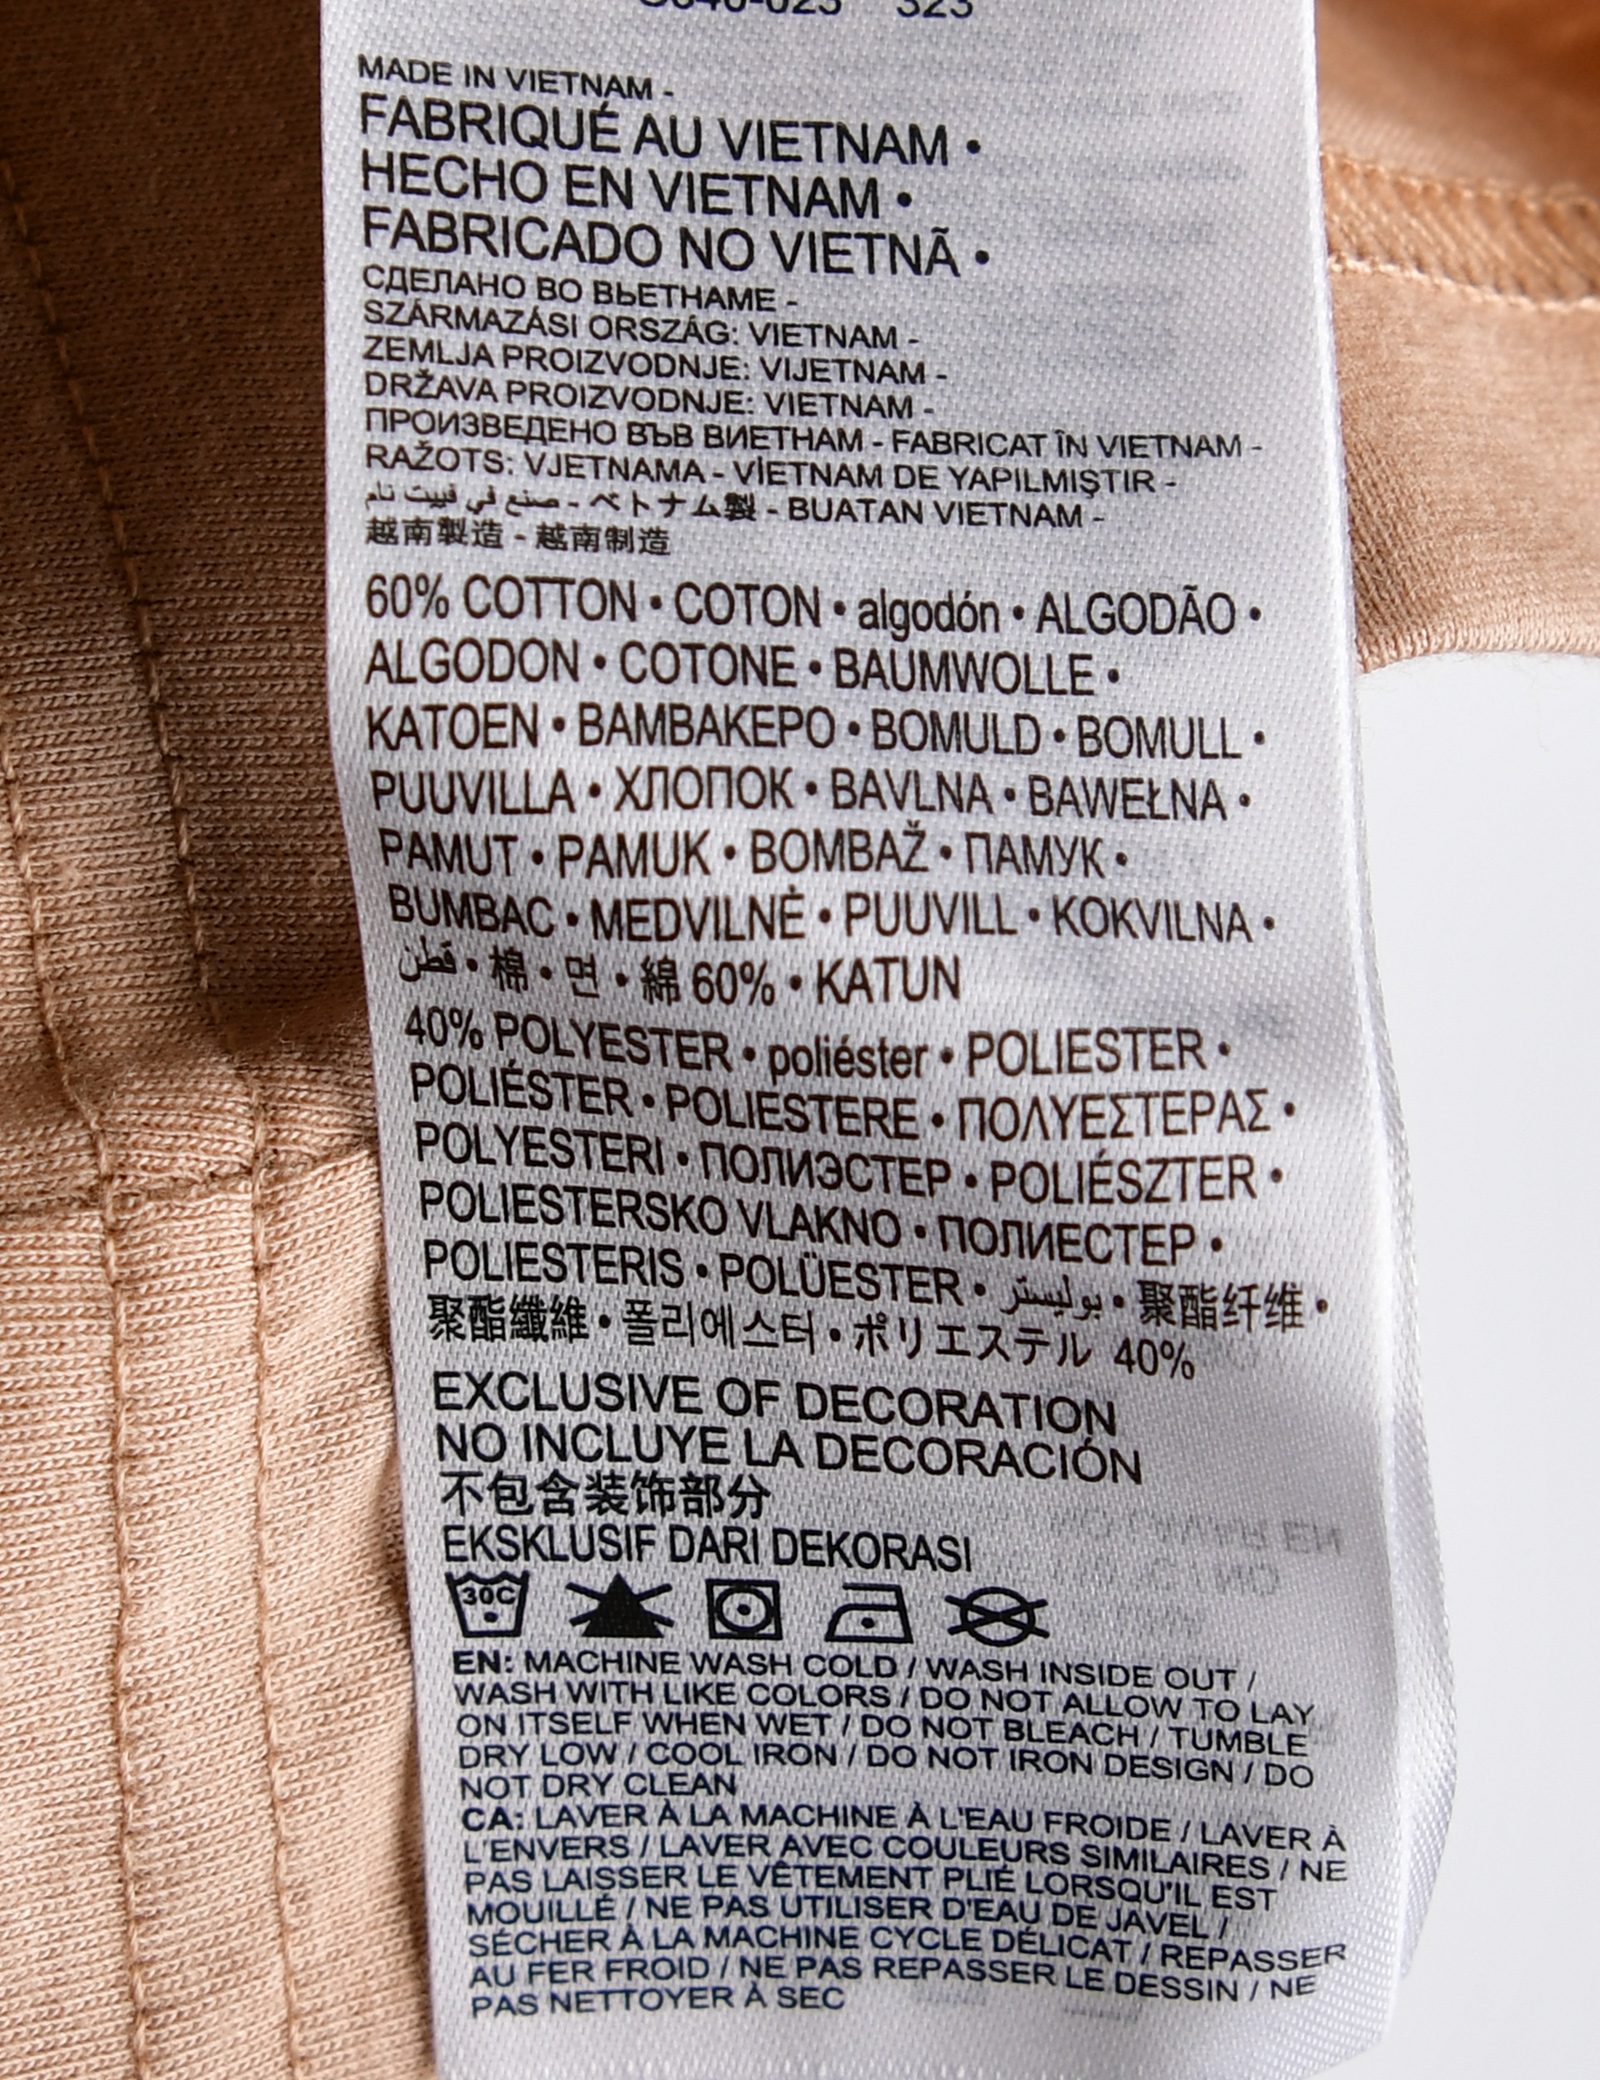 323
MADE IN VIETNAM -
FABRIQUÉ AU VIETNAM •
HECHO EN VIETNAM •
FABRICADO NO VIETNÃ •
СДЕЛАНО ВО ВЬЕТНАМЕ -
SZÁRMAZÁSI ORSZÁG: VIETNAM -
ZEMLJA PROIZVODNJE: VIJETNAM -
DRŽAVA PROIZVODNJE: VIETNAM -
ПРОИЗВЕДЕНО ВЪВ ВИЕТНАМ - FABRICAT ÎN VIETNAM -
RAŽOTS: VJETNAMA - VİETNAM DE YAPILMIŞTIR -
صنع في فييت نام - ベトナム製 - BUATAN VIETNAM -
越南製造 - 越南制造
60% COTTON • COTON • algodón • ALGODÃO •
ALGODON • COTONE • BAUMWOLLE •
KATOEN • ΒΑΜΒΑΚΕΡΟ • BOMULD • BOMULL •
PUUVILLA • ХЛОПОК • BAVLNA • BAWEŁNA •
PAMUT • PAMUK • BOMBAŽ • ПАМУК •
BUMBAC • MEDVILNĖ • PUUVILL • KOKVILNA •
قطن • 棉 • 면 • 綿 60% • KATUN
40% POLYESTER • poliéster • POLIESTER •
POLIÉSTER • POLIESTERE • ΠΟΛΥΕΣΤΕΡΑΣ •
POLYESTERI • ПОЛИЭСТЕР • POLIÉSZTER •
POLIESTERSKO VLAKNO • ПОЛИЕСТЕР •
POLIESTERIS • POLÜESTER • بوليستر • 聚酯纤维 •
聚酯纖維 • 폴리에스터 • ポリエステル 40%
EXCLUSIVE OF DECORATION
NO INCLUYE LA DECORACIÓN
不包含装饰部分
EKSKLUSIF DARI DEKORASI
30C
EN: MACHINE WASH COLD / WASH INSIDE OUT /
WASH WITH LIKE COLORS / DO NOT ALLOW TO LAY
ON ITSELF WHEN WET / DO NOT BLEACH / TUMBLE
DRY LOW / COOL IRON / DO NOT IRON DESIGN / DO
NOT DRY CLEAN
CA: LAVER À LA MACHINE À L'EAU FROIDE / LAVER À
L'ENVERS / LAVER AVEC COULEURS SIMILAIRES / NE
PAS LAISSER LE VÊTEMENT PLIÉ LORSQU'IL EST
MOUILLÉ / NE PAS UTILISER D'EAU DE JAVEL /
SÉCHER À LA MACHINE CYCLE DÉLICAT / REPASSER
AU FER FROID / NE PAS REPASSER LE DESSIN / NE
PAS NETTOYER À SEC